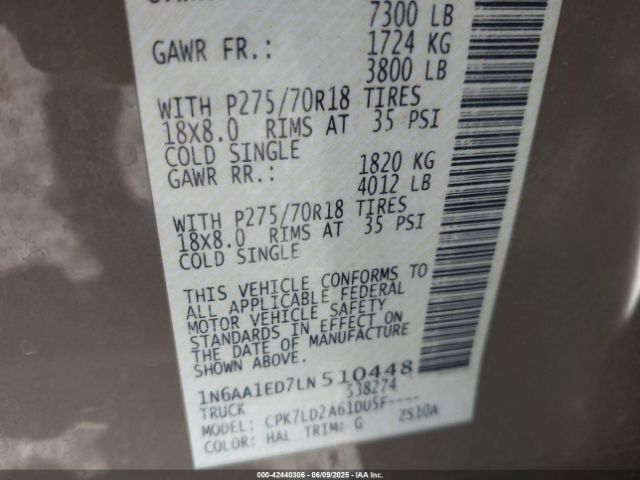 7300 LB
GAWR FR.: 1724 KG
3800 LB
WITH P275/70R18 TIRES
18X8.0 RIMS AT 35 PSI
COLD SINGLE
GAWR RR.: 1820 KG
4012 LB
WITH P275/70R18 TIRES
18X8.0 RIMS AT 35 PSI
COLD SINGLE
THIS VEHICLE CONFORMS TO
ALL APPLICABLE FEDERAL
MOTOR VEHICLE SAFETY
STANDARDS IN EFFECT ON
THE DATE OF MANUFACTURE
SHOWN ABOVE.
1N6AA1ED7LN510448
TRUCK 538274
MODEL: CPK7LD2A61DUSF----
COLOR: HAL TRIM: G ZS10A
000-42440306 - 06/09/2025 - IAAI.com